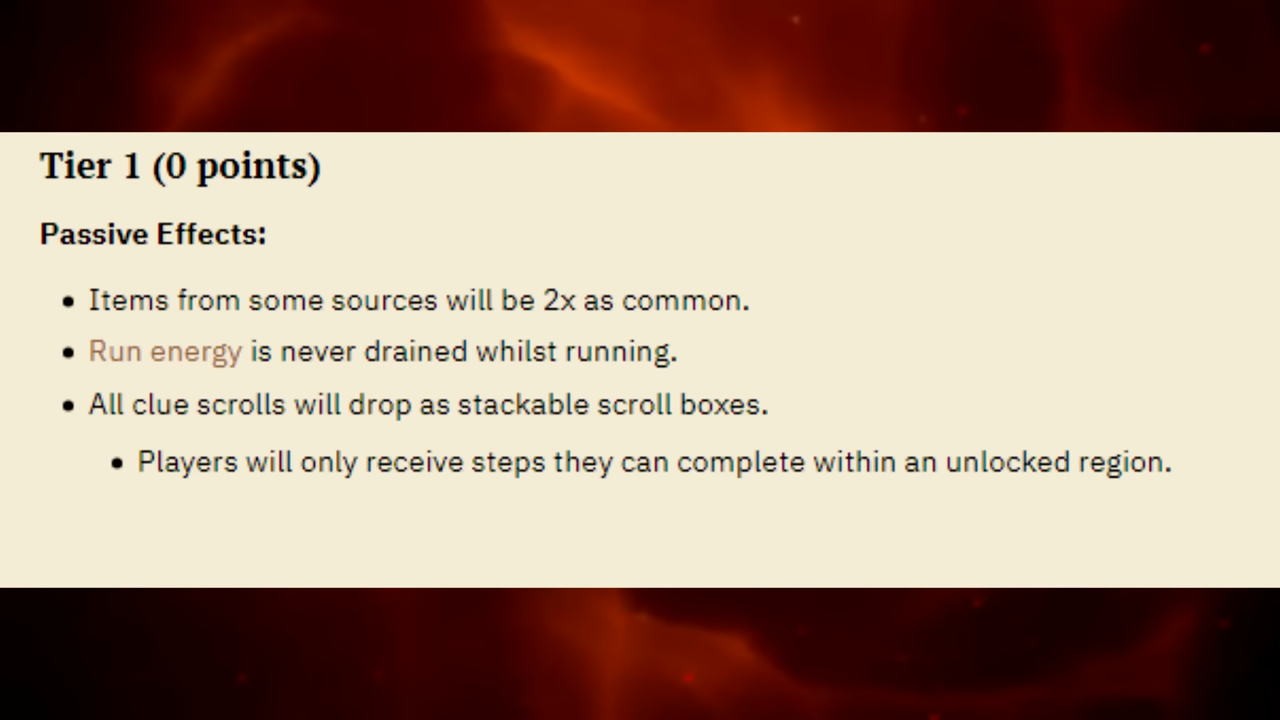 Tier 1 (0 points)
Passive Effects:
Items from some sources will be 2x as common.
Run energy is never drained whilst running.
All clue scrolls will drop as stackable scroll boxes.
Players will only receive steps they can complete within an unlocked region.